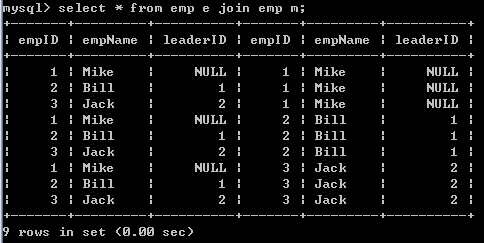 mysql> select * from emp e join emp m;
+-------+---------+----------+-------+---------+----------+
¦ empID ¦ empName ¦ leaderID ¦ empID ¦ empName ¦ leaderID ¦
+-------+---------+----------+-------+---------+----------+
¦     1 ¦ Mike    ¦     NULL ¦     1 ¦ Mike    ¦     NULL ¦
¦     2 ¦ Bill    ¦        1 ¦     1 ¦ Mike    ¦     NULL ¦
¦     3 ¦ Jack    ¦        2 ¦     1 ¦ Mike    ¦     NULL ¦
¦     1 ¦ Mike    ¦     NULL ¦     2 ¦ Bill    ¦        1 ¦
¦     2 ¦ Bill    ¦        1 ¦     2 ¦ Bill    ¦        1 ¦
¦     3 ¦ Jack    ¦        2 ¦     2 ¦ Bill    ¦        1 ¦
¦     1 ¦ Mike    ¦     NULL ¦     3 ¦ Jack    ¦        2 ¦
¦     2 ¦ Bill    ¦        1 ¦     3 ¦ Jack    ¦        2 ¦
¦     3 ¦ Jack    ¦        2 ¦     3 ¦ Jack    ¦        2 ¦
+-------+---------+----------+-------+---------+----------+
9 rows in set (0.00 sec)